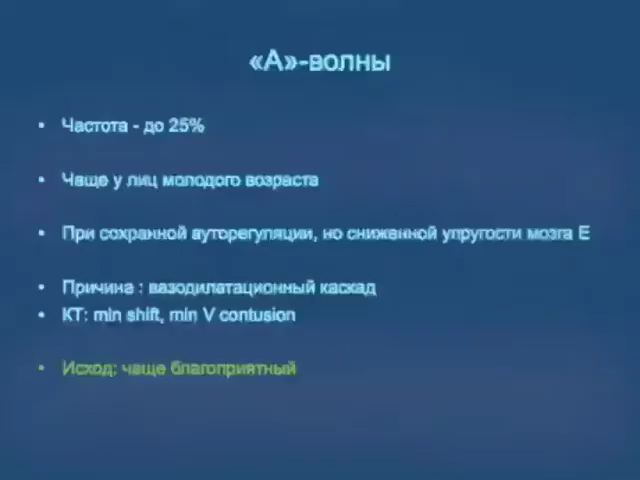 «А»-волны
• Частота - до 25%
• Чаще у лиц молодого возраста
• При сохранной ауторегуляции, но сниженной упругости мозга Е
• Причина : вазодилатационный каскад
• КТ: min shift, min V contusion
• Исход: чаще благоприятный